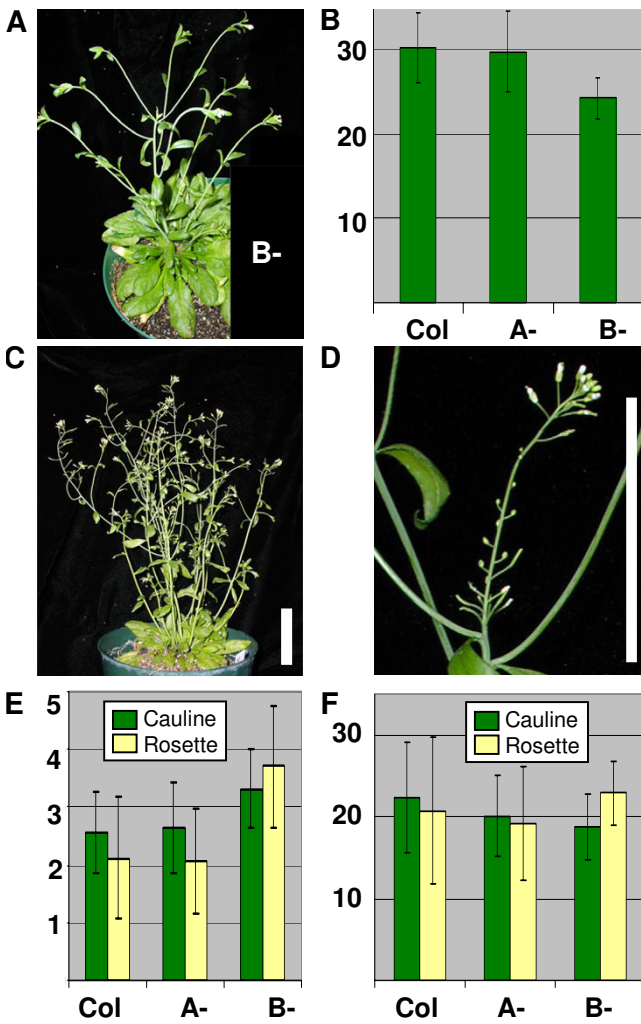 A
B-
B
30
20
10
Col A- B-
C
D
E
5
4
3
2
1
Cauline
Rosette
Col A- B-
F
30
20
10
Cauline
Rosette
Col A- B-